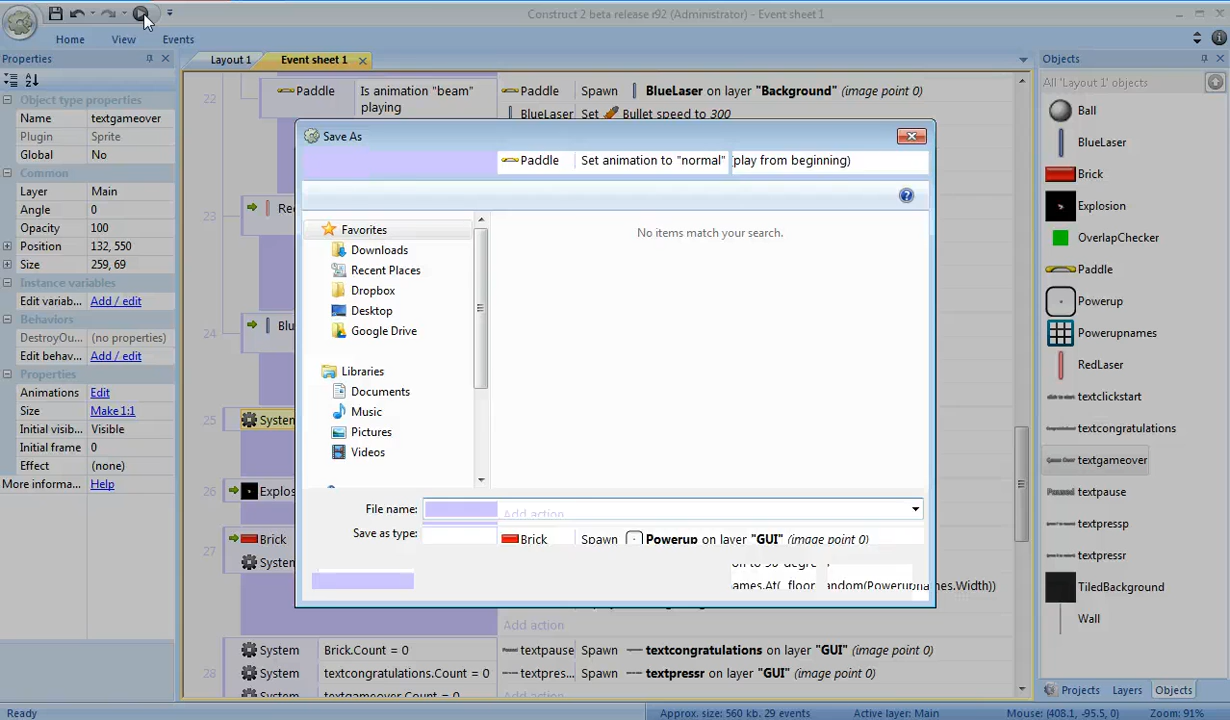 Construct 2 beta release r92 (Administrator) - Event sheet 1
Home View Events
Properties
Layout 1 Event sheet 1
Objects
Object type properties
Name textgameover
Plugin Sprite
Global No
Common
Layer Main
Angle 0
Opacity 100
Position 132, 550
Size 259, 69
Instance variables
Edit variab... Add / edit
Behaviors
DestroyOu... (no properties)
Edit behav... Add / edit
Properties
Animations Edit
Size Make 1:1
Initial visib... Visible
Initial frame 0
Effect (none)
More informa... Help
22
Paddle Is animation "beam" playing
Paddle Spawn BlueLaser on layer "Background" (image point 0)
BlueLaser Set Bullet speed to 300
Save As
Paddle Set animation to "normal" (play from beginning)
23
Favorites
Downloads
Recent Places
Dropbox
Desktop
Google Drive
Libraries
Documents
Music
Pictures
Videos
No items match your search.
24 Blu
25 System
26 Explos
File name:
Add action
Save as type:
27 Brick
System
Brick Spawn Powerup on layer "GUI" (image point 0)
Add action
28
System Brick.Count = 0
System textcongratulations.Count = 0
System textgameover.Count = 0
textpause Spawn textcongratulations on layer "GUI" (image point 0)
textpres... Spawn textpressr on layer "GUI" (image point 0)
Add action
All 'Layout 1' objects
Ball
BlueLaser
Brick
Explosion
OverlapChecker
Paddle
Powerup
Powerupnames
RedLaser
textclickstart
textcongratulations
textgameover
textpause
textpressp
textpressr
TiledBackground
Wall
Projects Layers Objects
Ready
Approx. size: 560 kb. 29 events
Active layer: Main
Mouse: (408.1, -95.5, 0)
Zoom: 91%